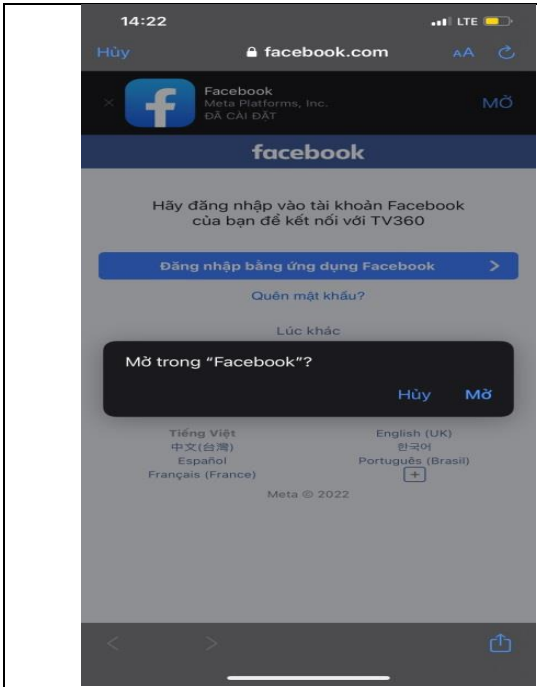 14:22
LTE
Hủy
facebook.com
AA
Facebook
Meta Platforms, Inc.
ĐÃ CÀI ĐẶT
MỞ
facebook
Hãy đăng nhập vào tài khoản Facebook
của bạn để kết nối với TV360
Đăng nhập bằng ứng dụng Facebook
Quên mật khẩu?
Lúc khác
Mở trong “Facebook”?
Hủy
Mở
Tiếng Việt
English (UK)
中文(台灣)
한국어
Español
Português (Brasil)
Français (France)
Meta © 2022